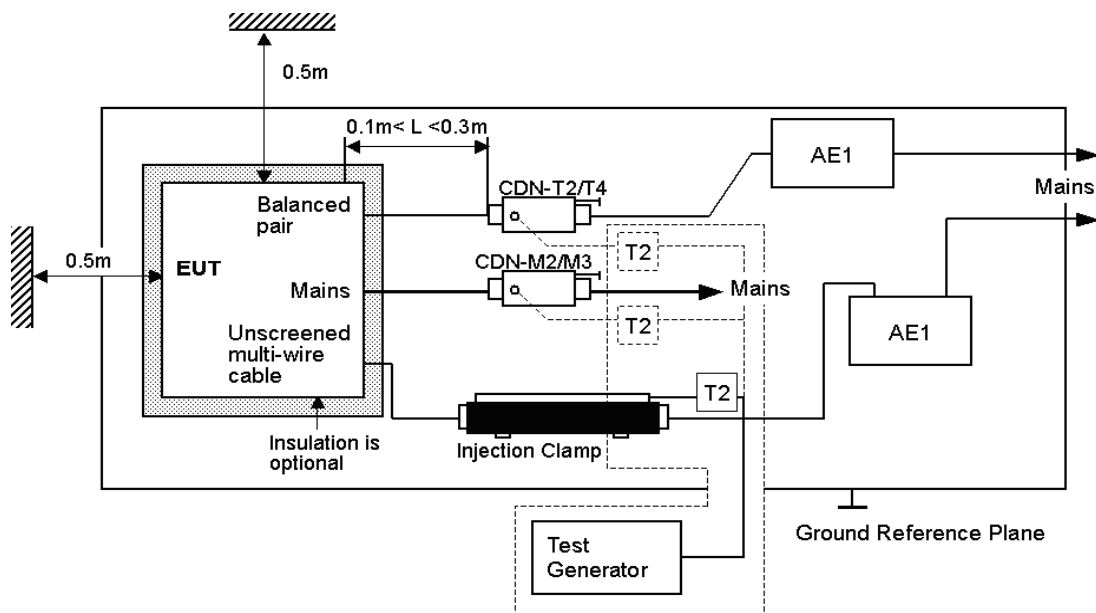 0.5m
0.1m< L <0.3m
AE1
CDN-T2/T4
Balanced
pair
Mains
T2
0.5m
EUT
CDN-M2/M3
Mains
Mains
T2
AE1
Unscreened
multi-wire
cable
T2
Insulation is
optional
Injection Clamp
Ground Reference Plane
Test
Generator